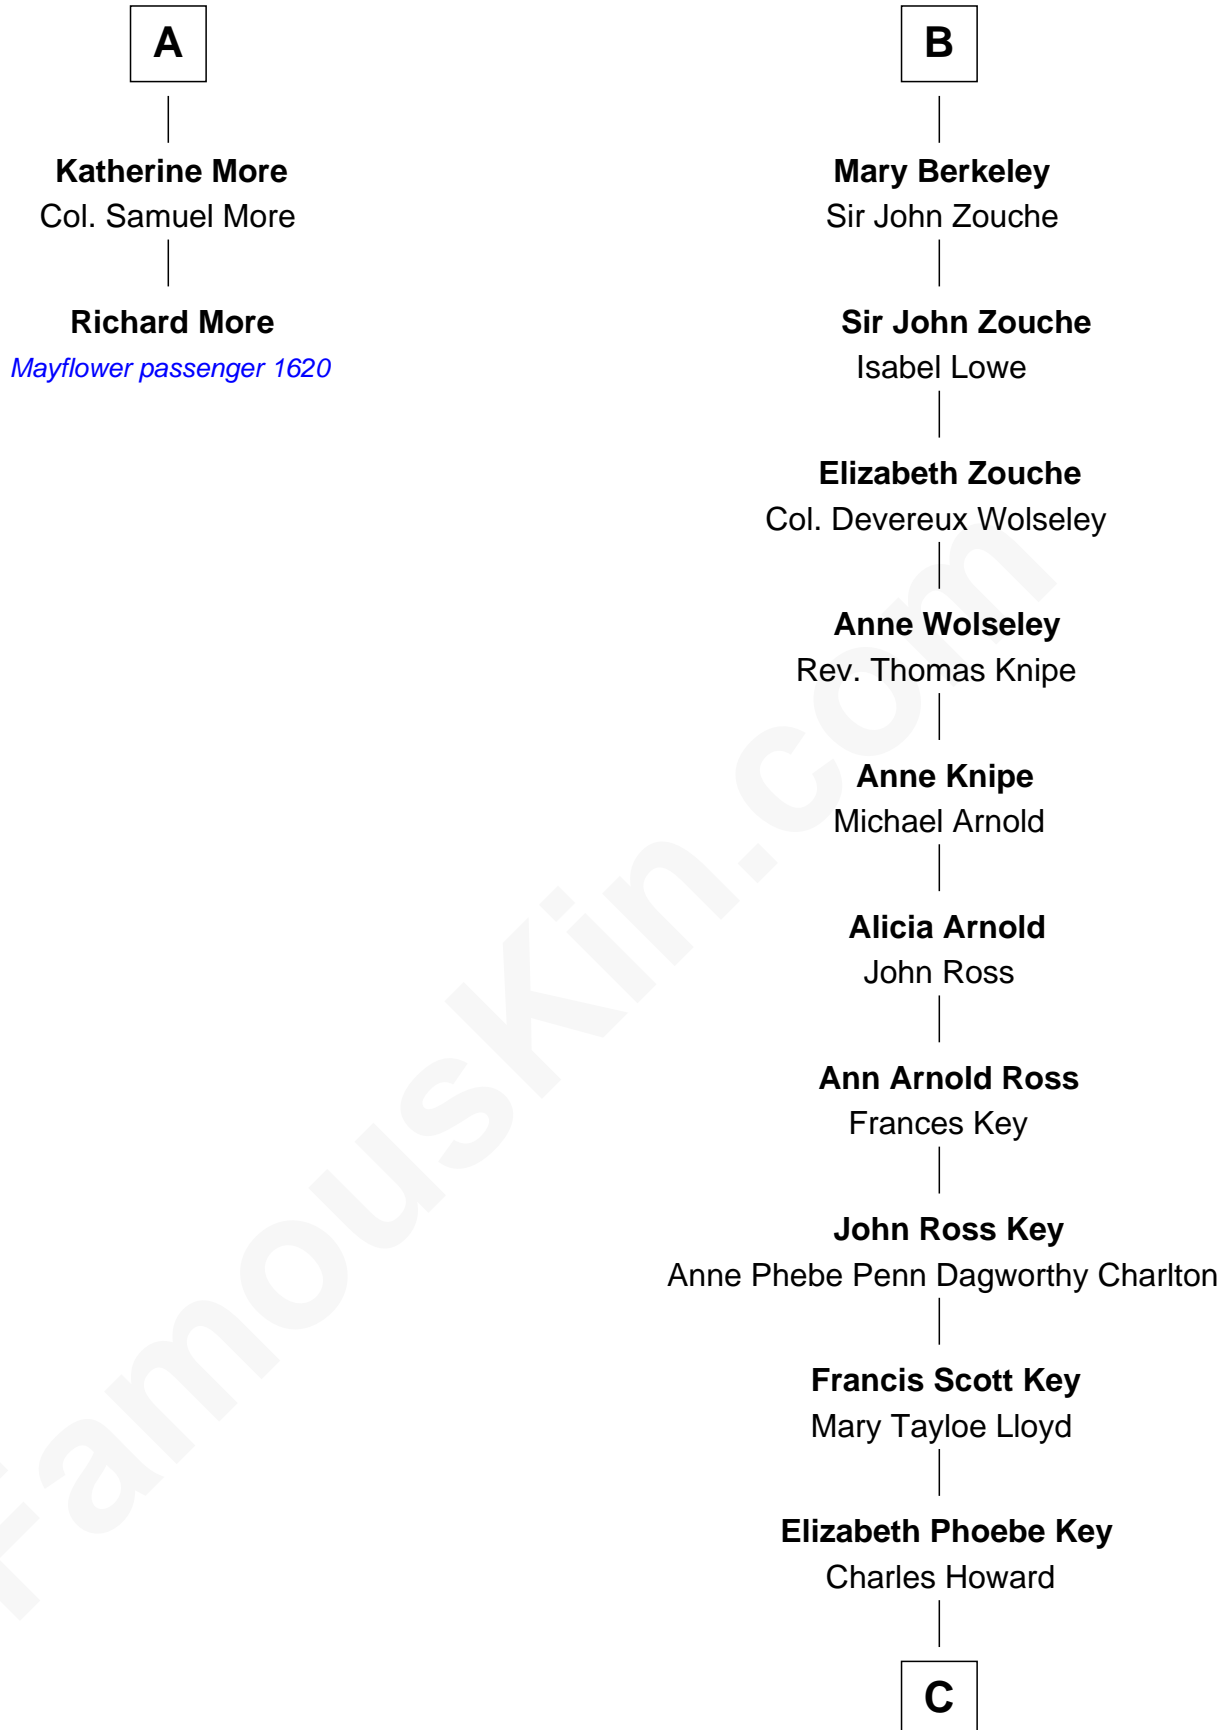 A
Katherine More
Col. Samuel More
Richard More
Mayflower passenger 1620
B
Mary Berkeley
Sir John Zouche
Sir John Zouche
Isabel Lowe
Elizabeth Zouche
Col. Devereux Wolseley
Anne Wolseley
Rev. Thomas Knipe
Anne Knipe
Michael Arnold
Alicia Arnold
John Ross
Ann Arnold Ross
Frances Key
John Ross Key
Anne Phebe Penn Dagworthy Charlton
Francis Scott Key
Mary Tayloe Lloyd
Elizabeth Phoebe Key
Charles Howard
C
FamousKin.com